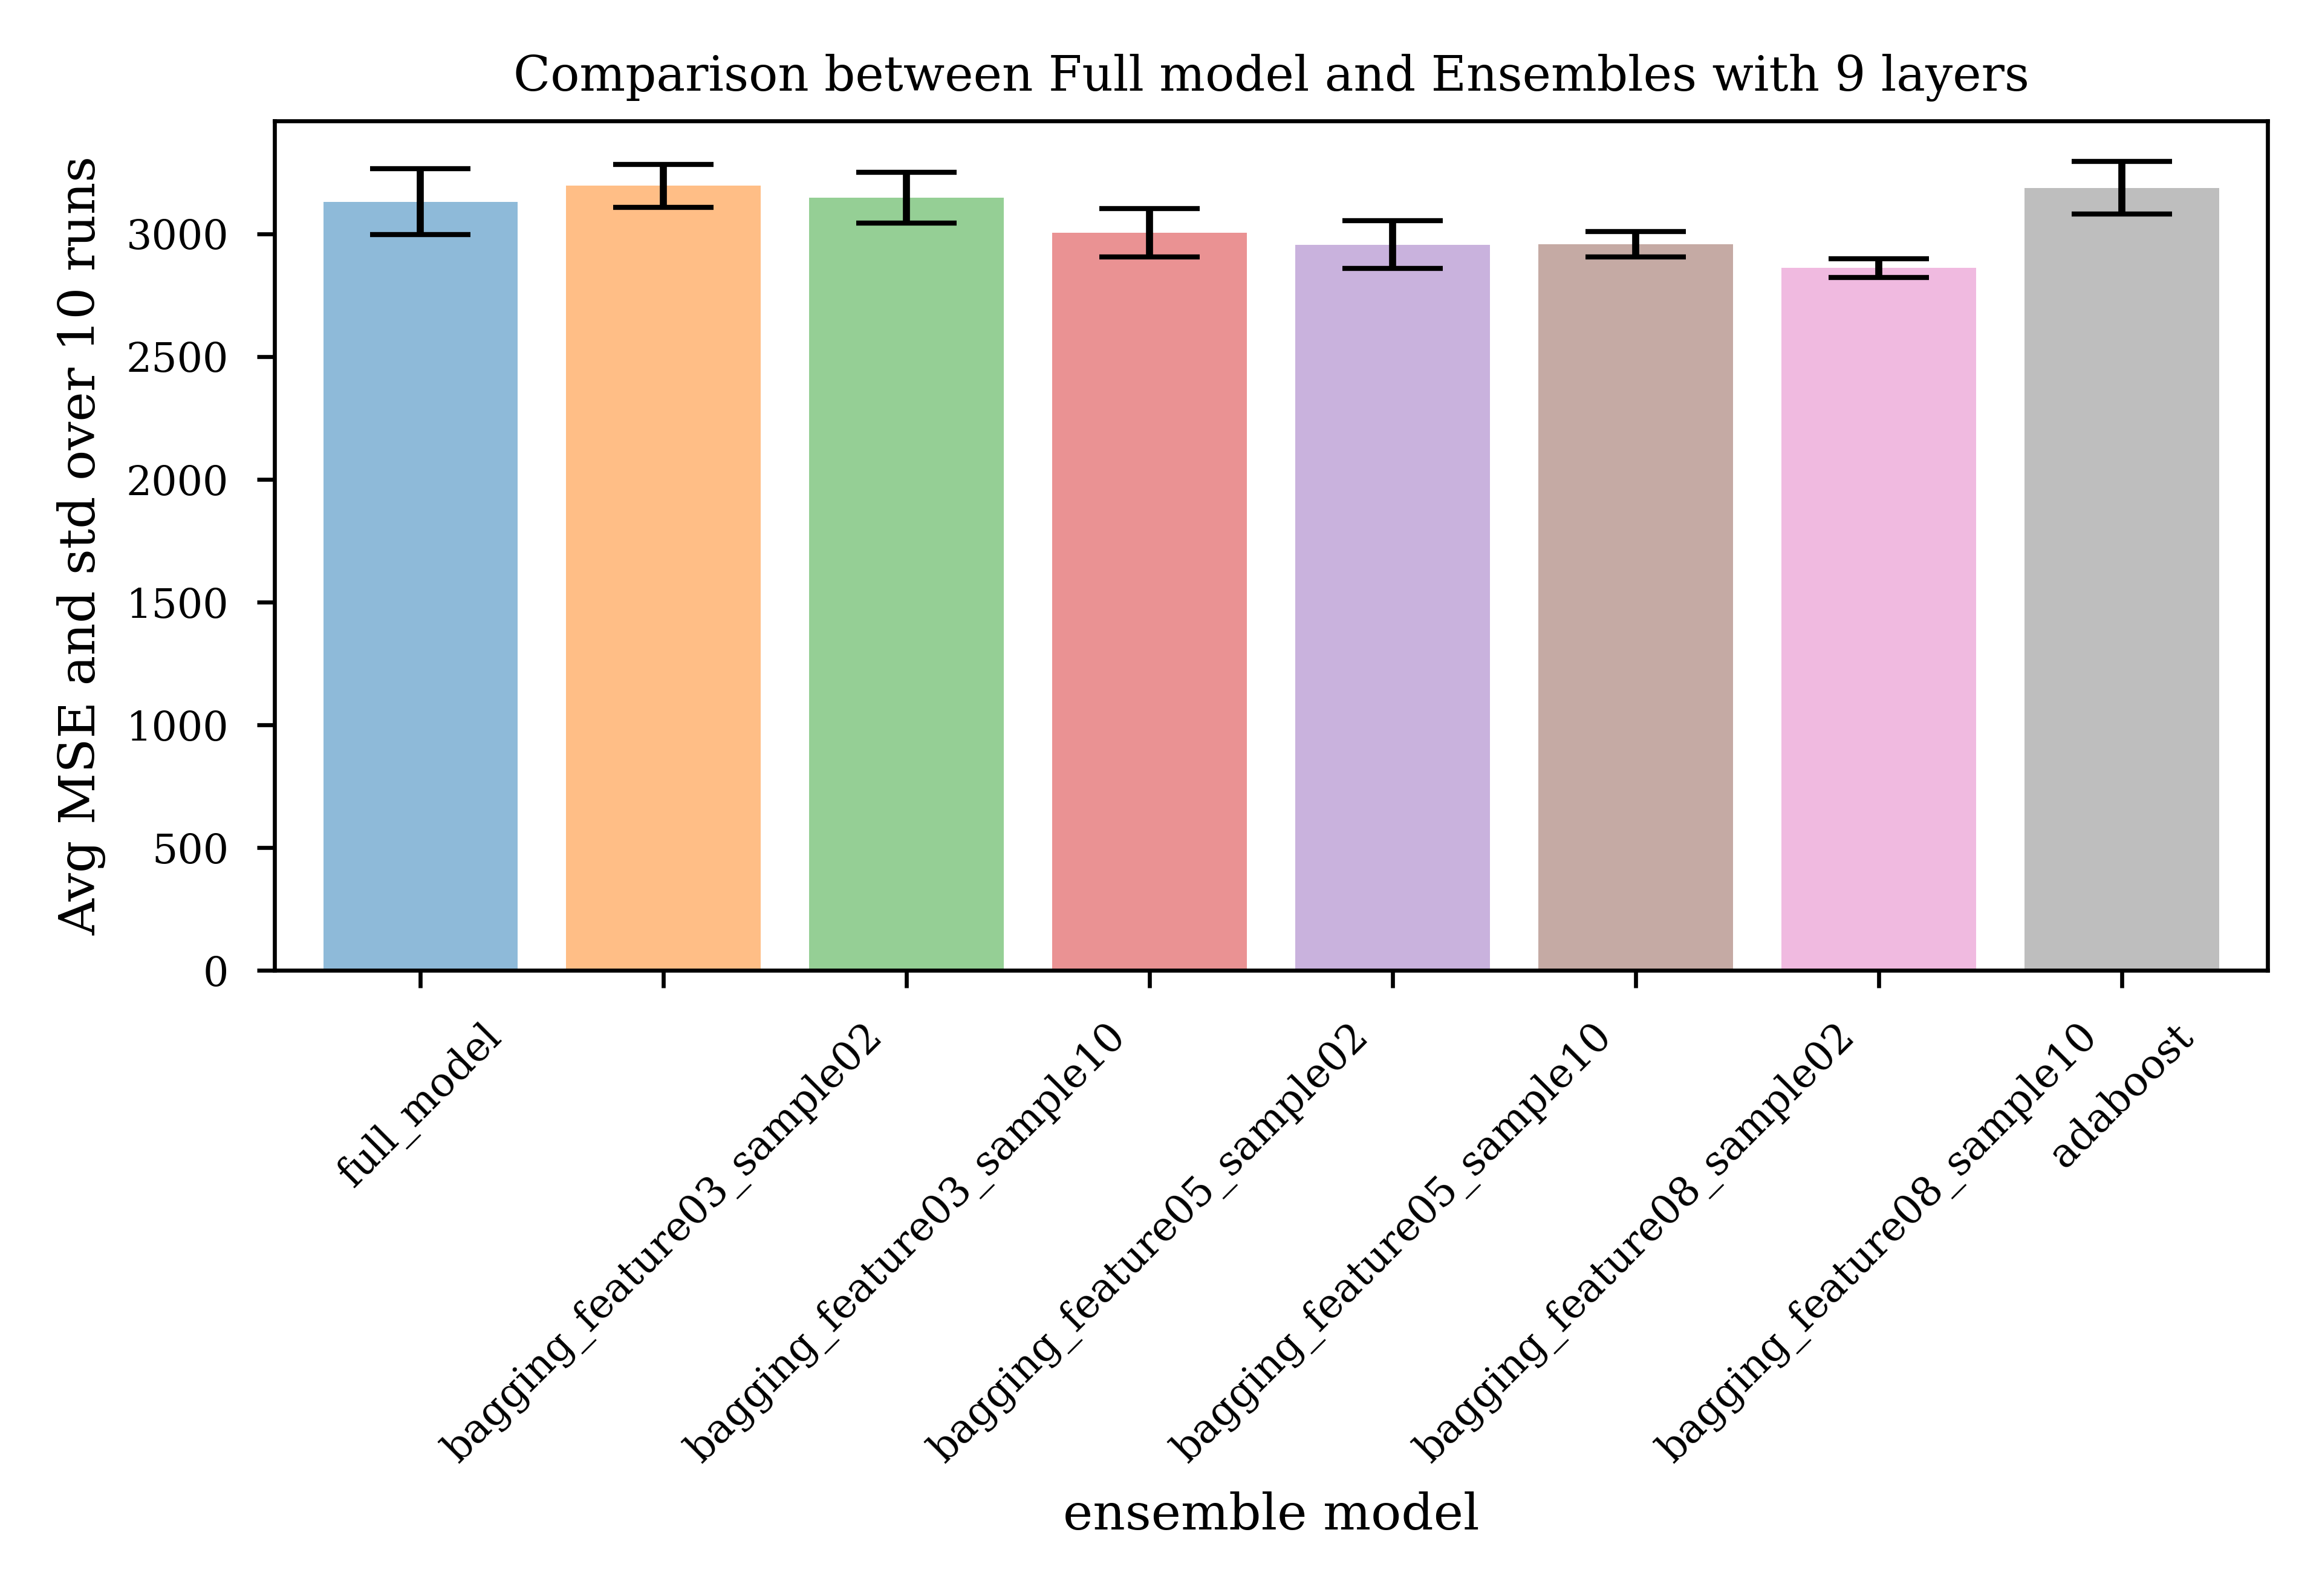 Comparison between Full model and Ensembles with 9 layers
Avg MSE and std over 10 runs
3000
2500
2000
1500
1000
500
0
full_model
bagging_feature03_sample02
bagging_feature03_sample10
bagging_feature05_sample02
bagging_feature05_sample10
bagging_feature08_sample02
bagging_feature08_sample10
adaboost
ensemble model